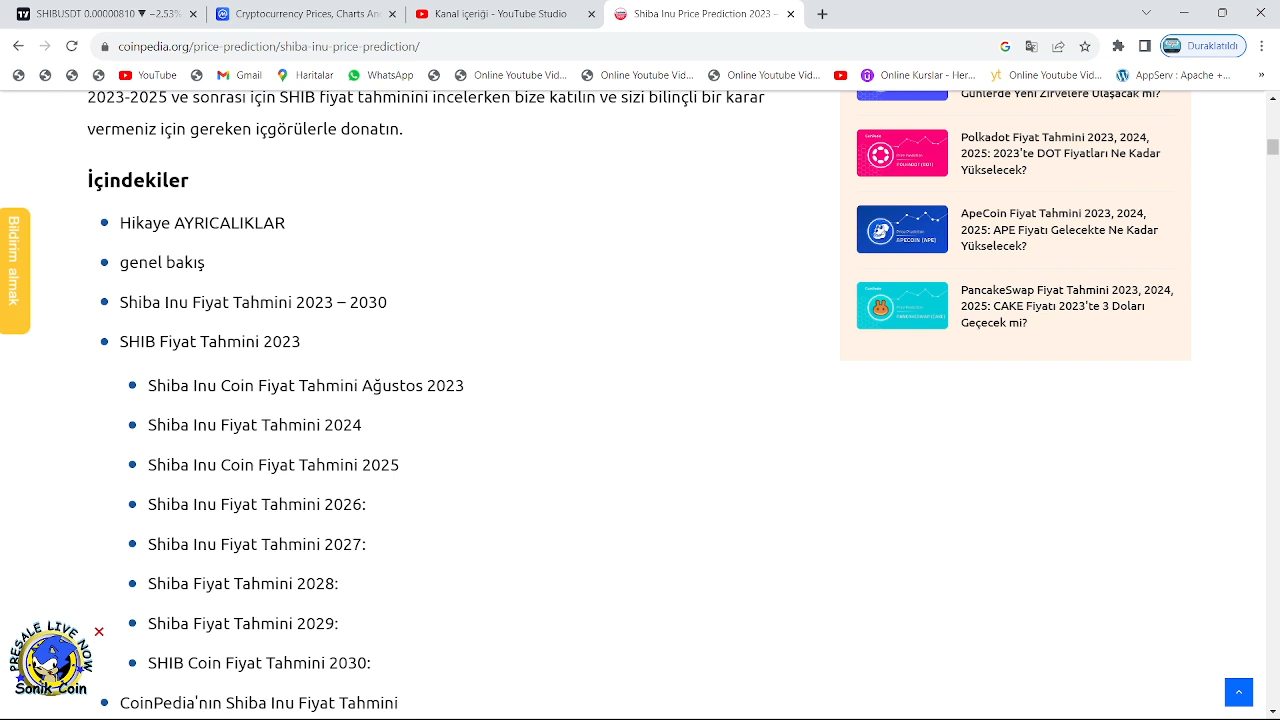 SHIBUSDT 0.00000810 ▼ −2.53%
Cryptocurrency Prices, Charts An
Kanal İçeriği - YouTube Studio
Shiba Inu Price Prediction 2023 –
coinpedia.org/price-prediction/shiba-inu-price-prediction/
Duraklatıldı
YouTube
Gmail
Haritalar
WhatsApp
Online Youtube Vid...
Online Youtube Vid...
Online Youtube Vid...
Online Kurslar - Her...
Online Youtube Vid...
AppServ : Apache +...
2023-2025 ve sonrası için SHIB fiyat tahminini incelerken bize katılın ve sizi bilinçli bir karar
vermeniz için gereken içgörülerle donatın.
İçindekiler
Hikaye AYRICALIKLAR
genel bakış
Shiba Inu Fiyat Tahmini 2023 – 2030
SHIB Fiyat Tahmini 2023
Shiba Inu Coin Fiyat Tahmini Ağustos 2023
Shiba Inu Fiyat Tahmini 2024
Shiba Inu Coin Fiyat Tahmini 2025
Shiba Inu Fiyat Tahmini 2026:
Shiba Inu Fiyat Tahmini 2027:
Shiba Fiyat Tahmini 2028:
Shiba Fiyat Tahmini 2029:
SHIB Coin Fiyat Tahmini 2030:
CoinPedia'nın Shiba Inu Fiyat Tahmini
Bildirim almak
PRESALE LIVE NOW
Sonik Coin
Günlerde Yeni Zirvelere Ulaşacak mı?
Polkadot Fiyat Tahmini 2023, 2024,
2025: 2023'te DOT Fiyatları Ne Kadar
Yükselecek?
ApeCoin Fiyat Tahmini 2023, 2024,
2025: APE Fiyatı Gelecekte Ne Kadar
Yükselecek?
PancakeSwap Fiyat Tahmini 2023, 2024,
2025: CAKE Fiyatı 2023'te 3 Doları
Geçecek mi?
Price Prediction
POLKADOT (DOT)
Price Prediction
APECOIN (APE)